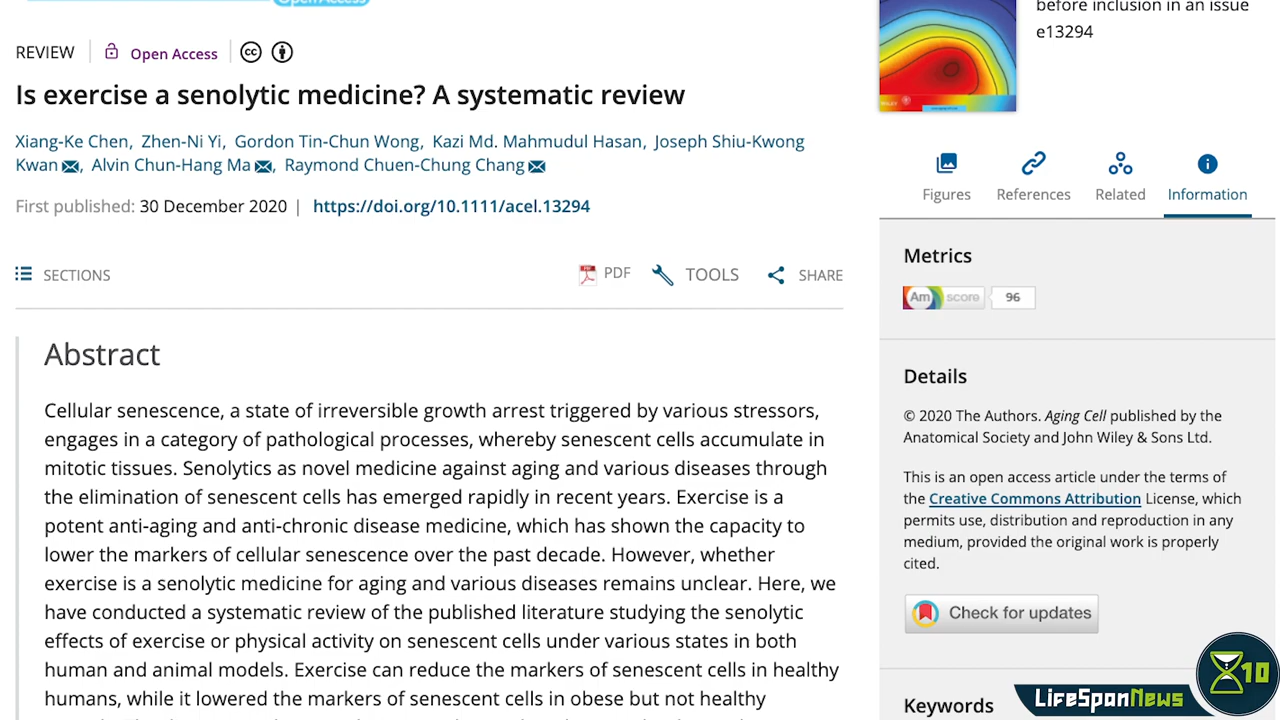 Open Access
REVIEW
Open Access
Is exercise a senolytic medicine? A systematic review
Xiang-Ke Chen, Zhen-Ni Yi, Gordon Tin-Chun Wong, Kazi Md. Mahmudul Hasan, Joseph Shiu-Kwong
Kwan, Alvin Chun-Hang Ma, Raymond Chuen-Chung Chang
First published: 30 December 2020 | https://doi.org/10.1111/acel.13294
SECTIONS
PDF
TOOLS
SHARE
Abstract
Cellular senescence, a state of irreversible growth arrest triggered by various stressors,
engages in a category of pathological processes, whereby senescent cells accumulate in
mitotic tissues. Senolytics as novel medicine against aging and various diseases through
the elimination of senescent cells has emerged rapidly in recent years. Exercise is a
potent anti-aging and anti-chronic disease medicine, which has shown the capacity to
lower the markers of cellular senescence over the past decade. However, whether
exercise is a senolytic medicine for aging and various diseases remains unclear. Here, we
have conducted a systematic review of the published literature studying the senolytic
effects of exercise or physical activity on senescent cells under various states in both
human and animal models. Exercise can reduce the markers of senescent cells in healthy
humans, while it lowered the markers of senescent cells in obese but not healthy
before inclusion in an issue
e13294
Figures
References
Related
Information
Metrics
Am score 96
Details
© 2020 The Authors. Aging Cell published by the
Anatomical Society and John Wiley & Sons Ltd.
This is an open access article under the terms of
the Creative Commons Attribution License, which
permits use, distribution and reproduction in any
medium, provided the original work is properly
cited.
Check for updates
Keywords
LifeSpanNews
10